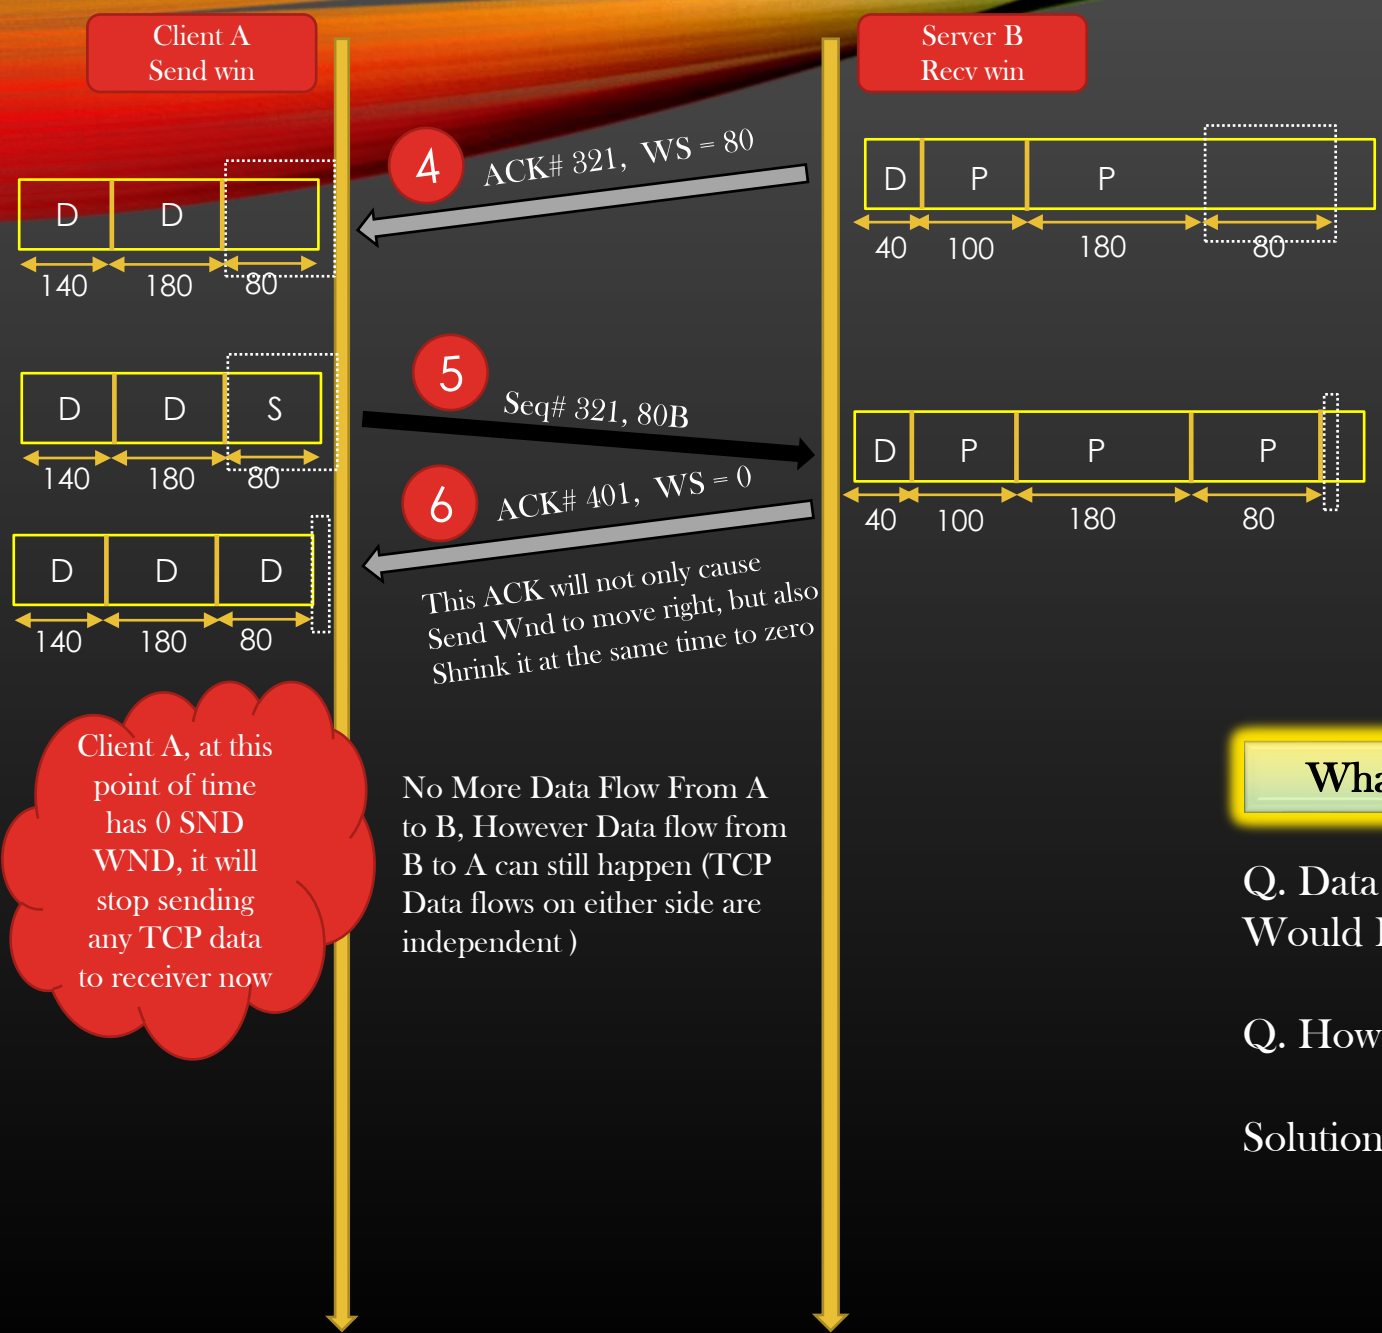 Client A
Send win
Server B
Recv win
4
ACK# 321, WS = 80
D
D
140
180
80
D
P
P
40
100
180
80
5
Seq# 321, 80B
D
D
S
140
180
80
D
P
P
P
40
100
180
80
6
ACK# 401, WS = 0
This ACK will not only cause
Send Wnd to move right, but also
Shrink it at the same time to zero
D
D
D
140
180
80
Client A, at this
point of time
has 0 SND
WND, it will
stop sending
any TCP data
to receiver now
No More Data Flow From A
to B, However Data flow from
B to A can still happen (TCP
Data flows on either side are
independent )
Q. Data
Would
Q. How
Solution